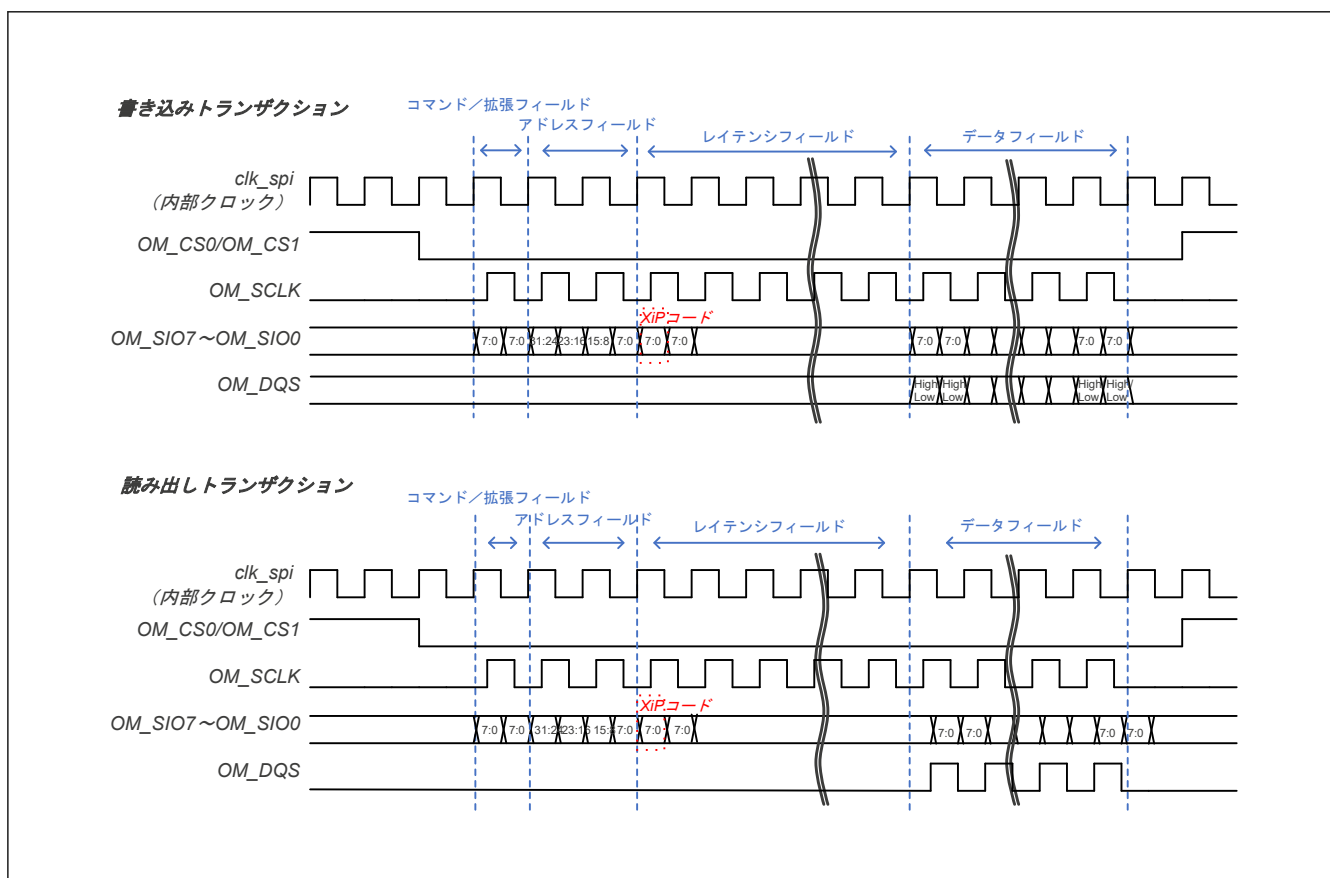 書き込みトランザクション
コマンド／拡張フィールド
アドレスフィールド
レイテンシフィールド
データフィールド
clk_spi
（内部クロック）
OM_CS0/OM_CS1
OM_SCLK
XiPコード
OM_SIO7～OM_SIO0
7:0 7:0 31:24 23:16 15:8 7:0 7:0 7:0 7:0 7:0 7:0 7:0
OM_DQS
High High High High
Low Low Low Low
読み出しトランザクション
コマンド／拡張フィールド
アドレスフィールド
レイテンシフィールド
データフィールド
clk_spi
（内部クロック）
OM_CS0/OM_CS1
OM_SCLK
XiPコード
OM_SIO7～OM_SIO0
7:0 7:0 31:24 23:16 15:8 7:0 7:0 7:0 7:0 7:0 7:0 7:0
OM_DQS